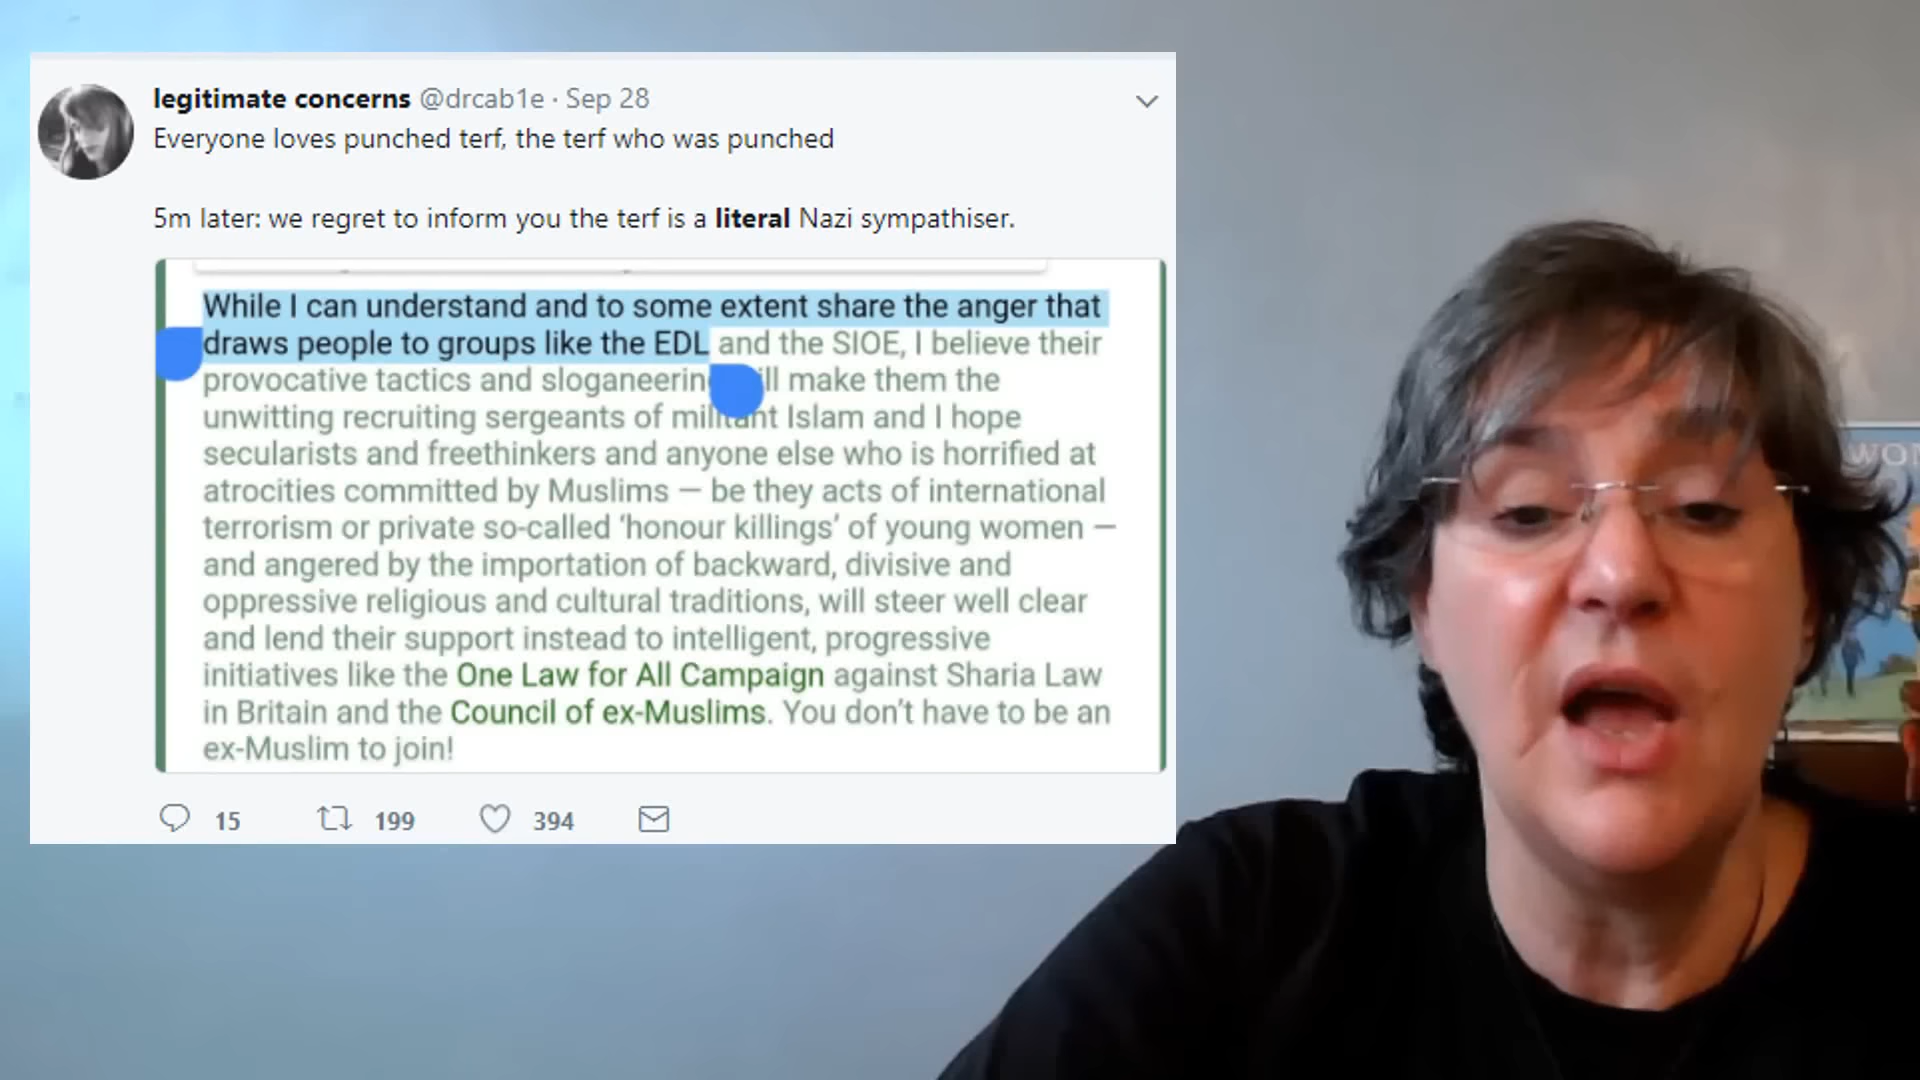 legitimate concerns @drcab1e · Sep 28
Everyone loves punched terf, the terf who was punched
5m later: we regret to inform you the terf is a literal Nazi sympathiser.
While I can understand and to some extent share the anger that
draws people to groups like the EDL and the SIOE, I believe their
provocative tactics and sloganeering will make them the
unwitting recruiting sergeants of militant Islam and I hope
secularists and freethinkers and anyone else who is horrified at
atrocities committed by Muslims — be they acts of international
terrorism or private so-called ‘honour killings’ of young women —
and angered by the importation of backward, divisive and
oppressive religious and cultural traditions, will steer well clear
and lend their support instead to intelligent, progressive
initiatives like the One Law for All Campaign against Sharia Law
in Britain and the Council of ex-Muslims. You don’t have to be an
ex-Muslim to join!
15 199 394